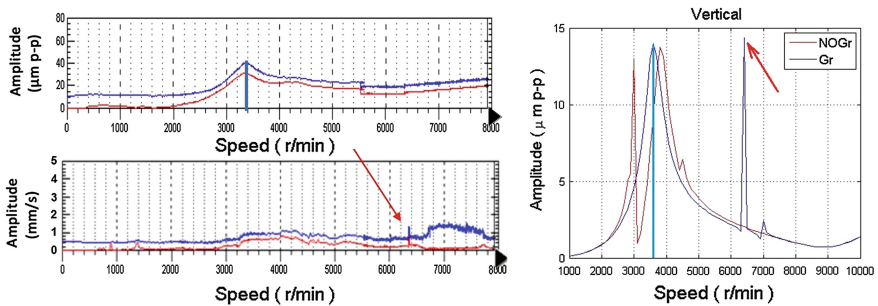 80
60
40
20
0
Amplitude
(μm p-p)
0 1000 2000 3000 4000 5000 6000 7000 8000
Speed ( r/min )
5
4
3
2
1
0
Amplitude
(mm/s)
0 1000 2000 3000 4000 5000 6000 7000 8000
Speed ( r/min )
Vertical
15
10
5
0
Amplitude ( μ m p-p)
NOGr
Gr
1000 2000 3000 4000 5000 6000 7000 8000 9000 10000
Speed ( r/min )